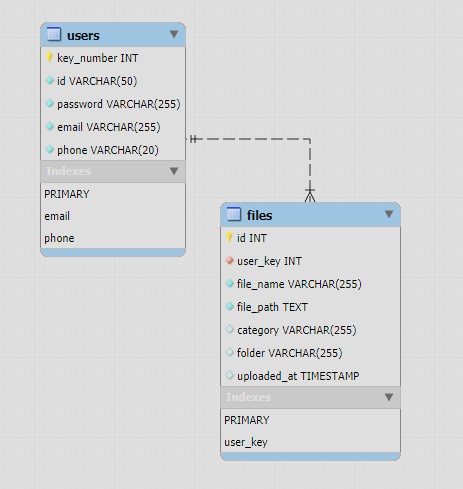 users
key_number INT
id VARCHAR(50)
password VARCHAR(255)
email VARCHAR(255)
phone VARCHAR(20)
Indexes
PRIMARY
email
phone
files
id INT
user_key INT
file_name VARCHAR(255)
file_path TEXT
category VARCHAR(255)
folder VARCHAR(255)
uploaded_at TIMESTAMP
Indexes
PRIMARY
user_key